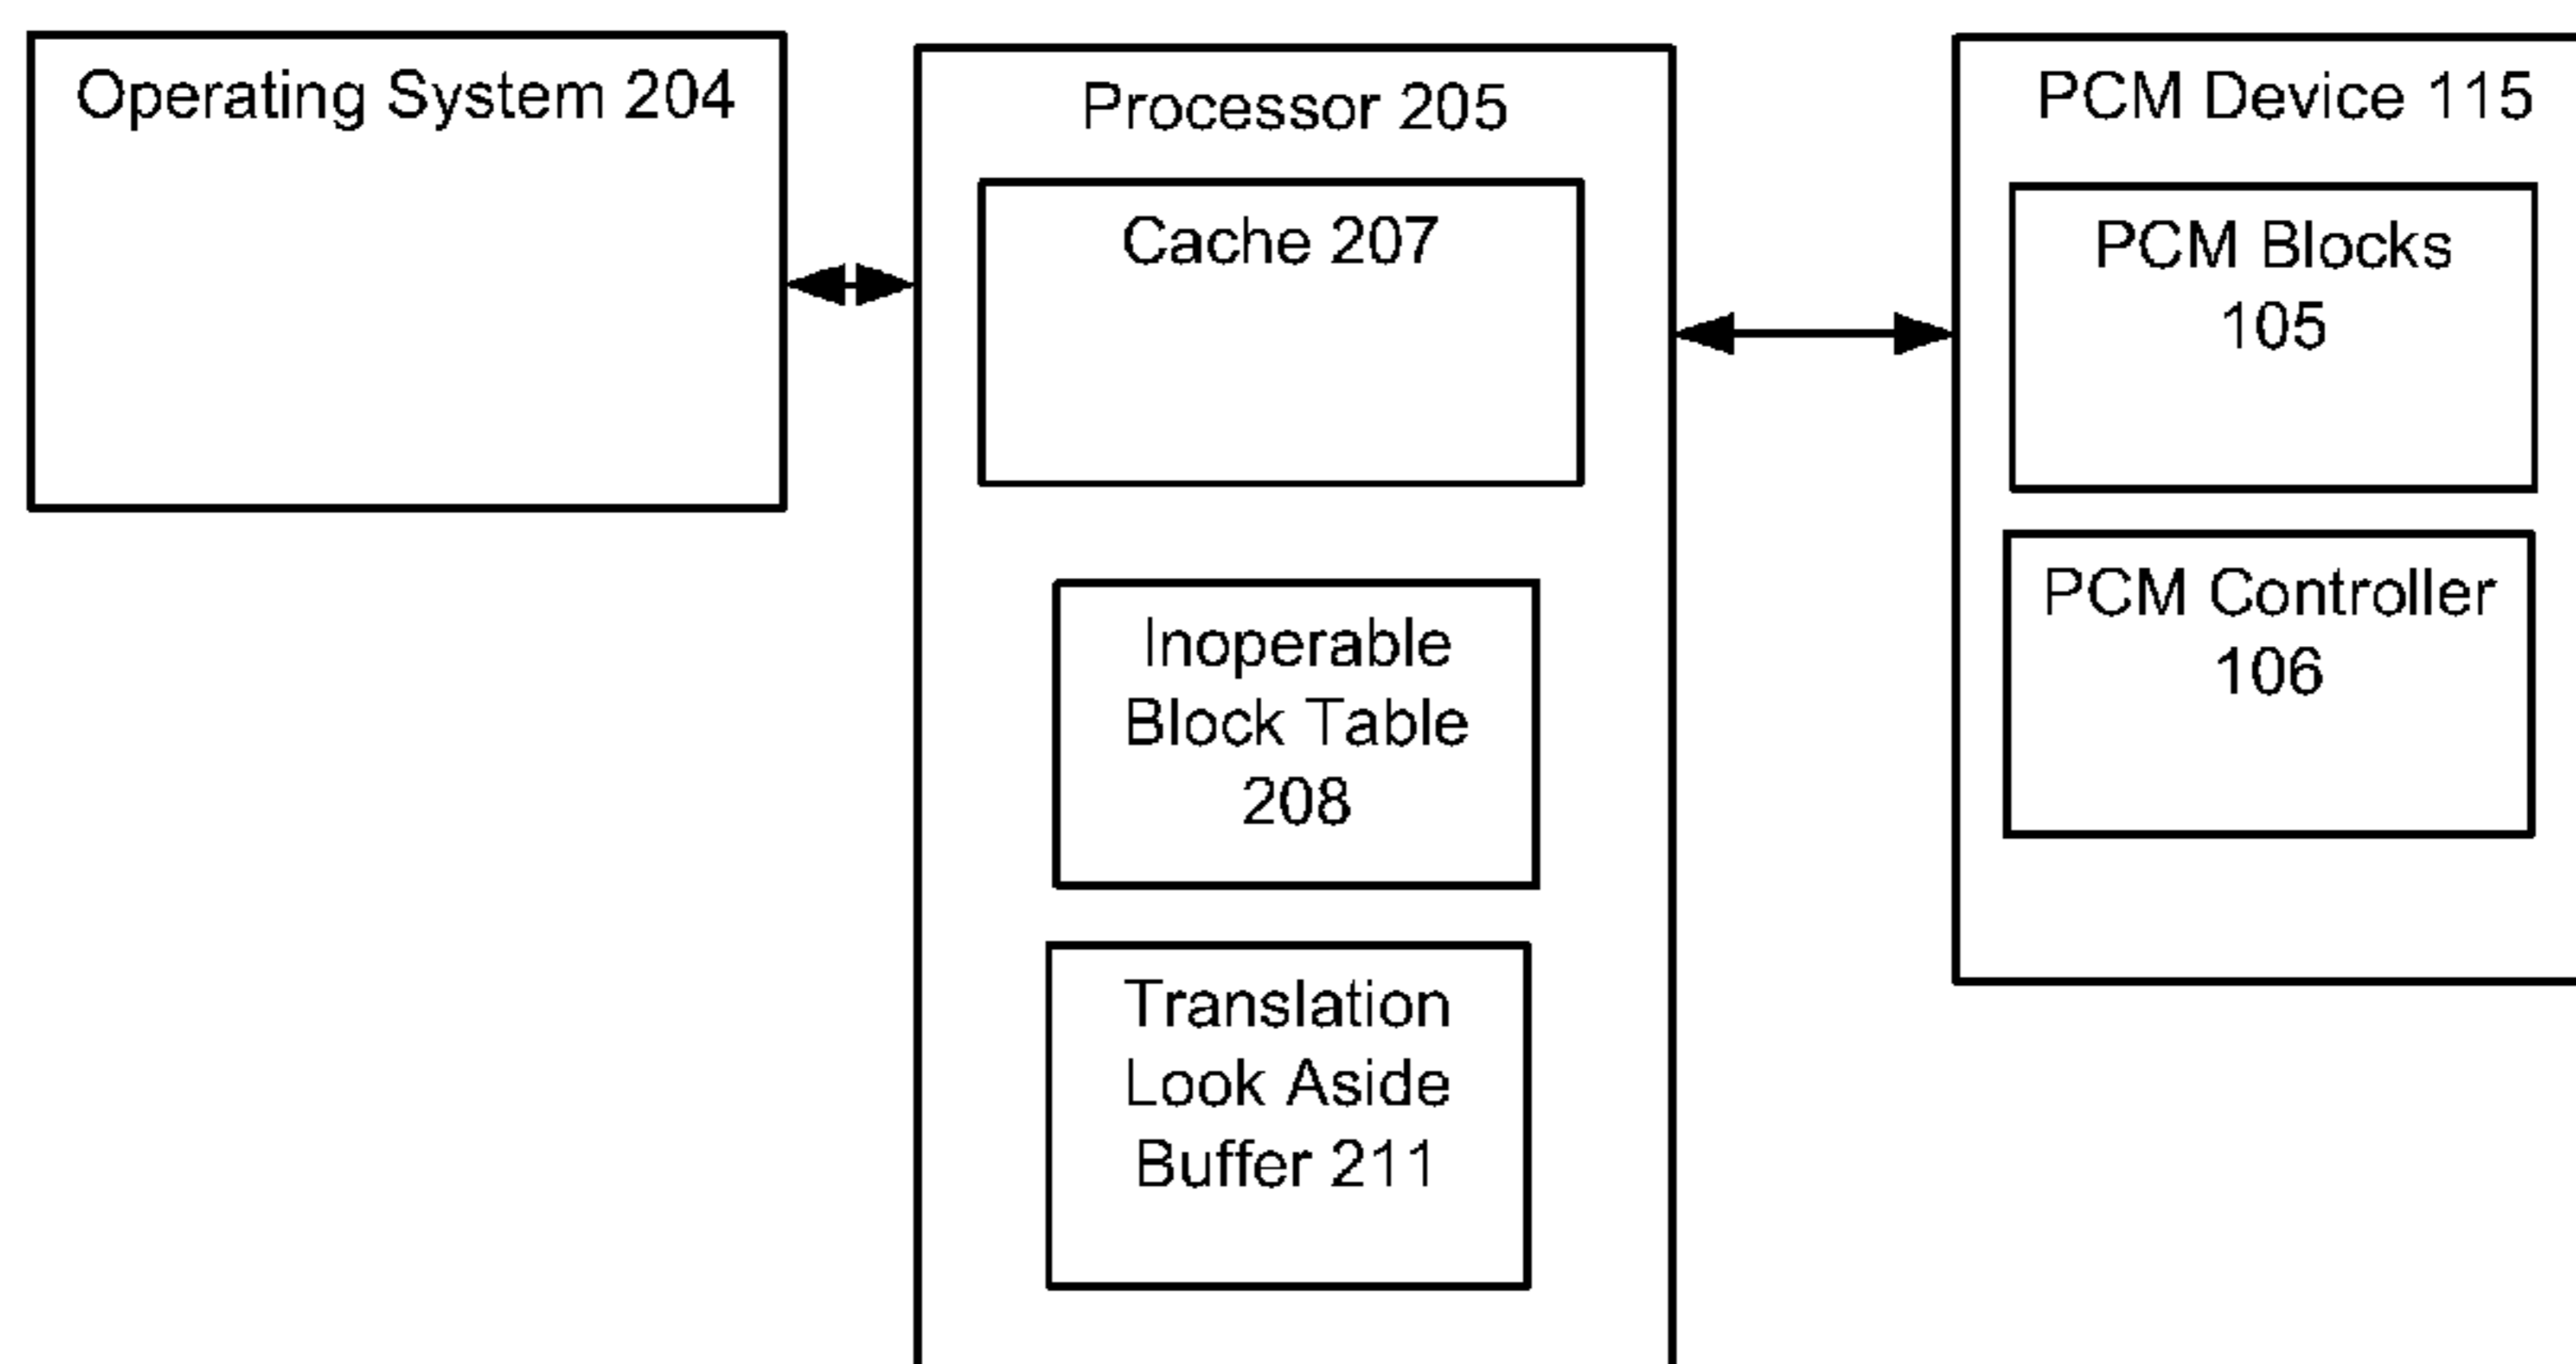 Operating System 204
Processor 205
Cache 207
Inoperable
Block Table
208
Translation
Look Aside
Buffer 211
PCM Device 115
PCM Blocks
105
PCM Controller
106